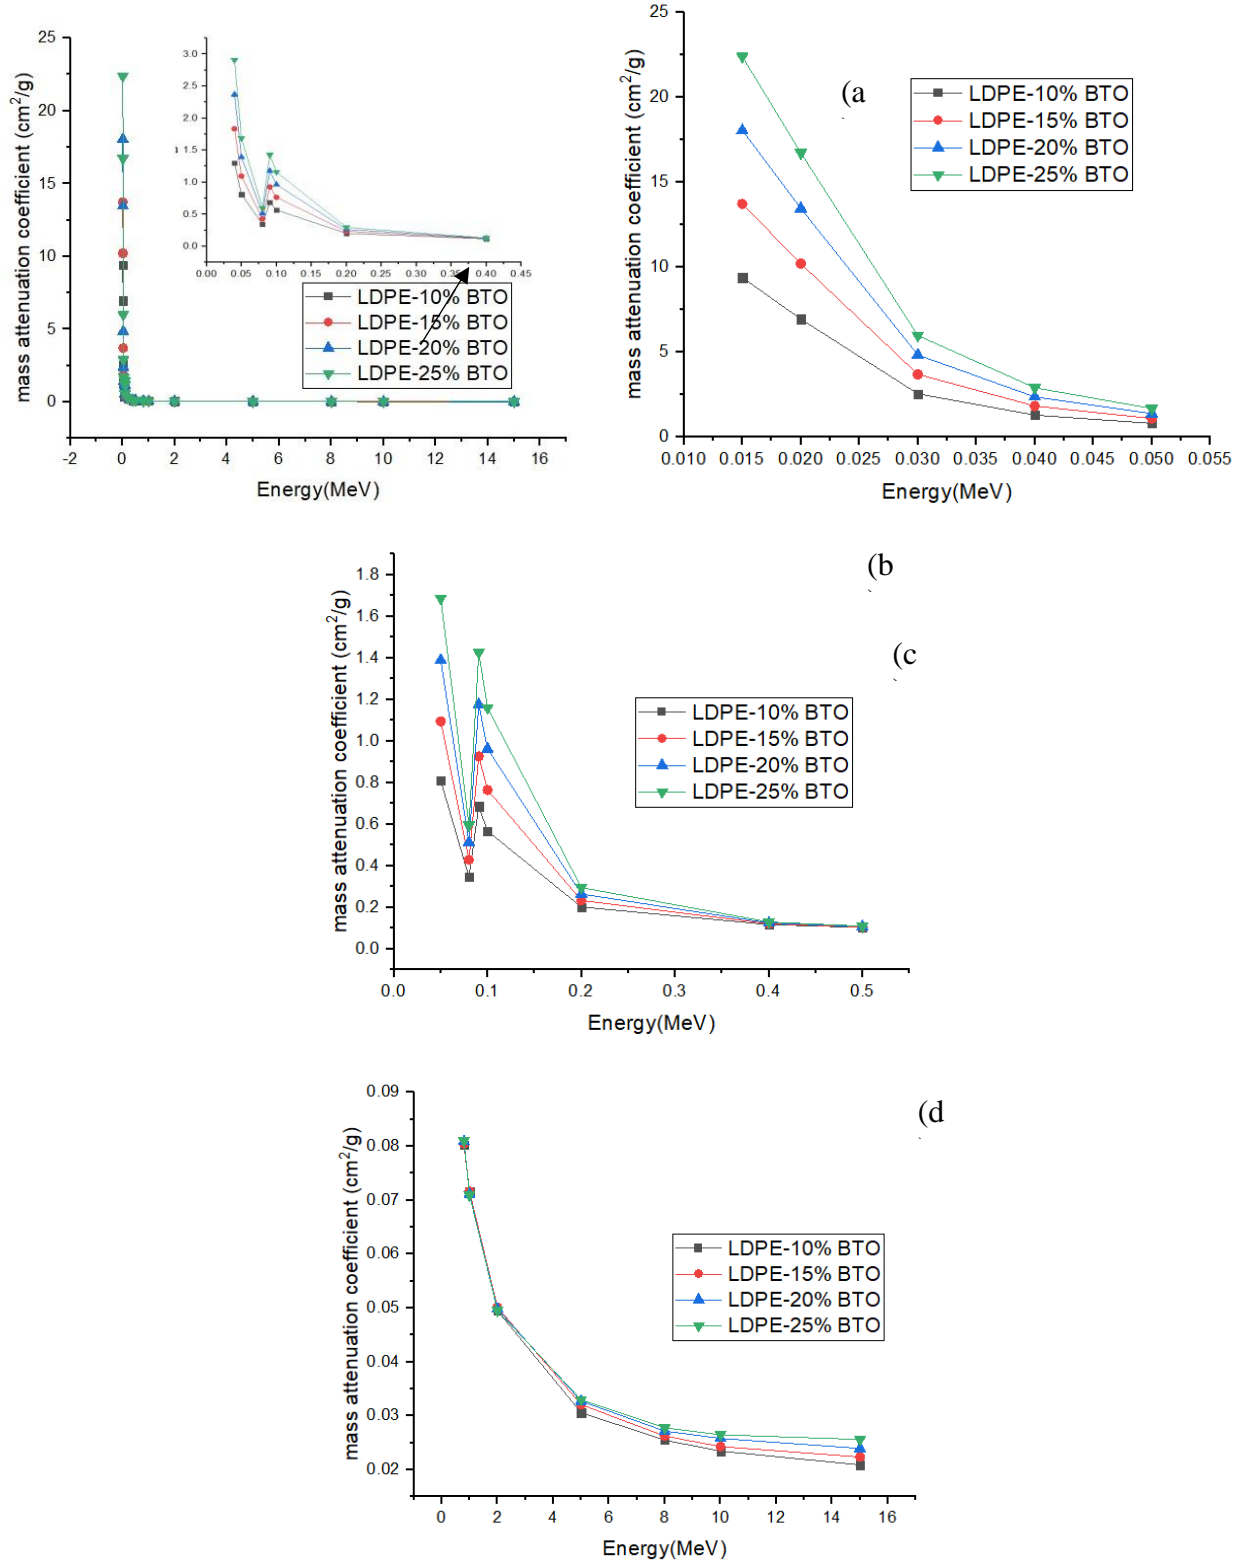 mass attenuation coefficient (cm²/g)
25
20
15
10
5
0
-2 0 2 4 6 8 10 12 14 16
Energy(MeV)
3.0
2.5
2.0
1.0
0.5
0.0
0.00 0.05 0.10 0.15 0.20 0.25 0.30 0.35 0.40 0.45
LDPE-10% BTO
LDPE-15% BTO
LDPE-20% BTO
LDPE-25% BTO
(a
mass attenuation coefficient (cm²/g)
25
20
15
10
5
0
0.010 0.015 0.020 0.025 0.030 0.035 0.040 0.045 0.050 0.055
Energy(MeV)
LDPE-10% BTO
LDPE-15% BTO
LDPE-20% BTO
LDPE-25% BTO
(b
(c
mass attenuation coefficient (cm²/g)
1.8
1.6
1.4
1.2
1.0
0.8
0.6
0.4
0.2
0.0
0.0 0.1 0.2 0.3 0.4 0.5
Energy(MeV)
LDPE-10% BTO
LDPE-15% BTO
LDPE-20% BTO
LDPE-25% BTO
(d
mass attenuation coefficient (cm²/g)
0.09
0.08
0.07
0.06
0.05
0.04
0.03
0.02
0 2 4 6 8 10 12 14 16
Energy(MeV)
LDPE-10% BTO
LDPE-15% BTO
LDPE-20% BTO
LDPE-25% BTO